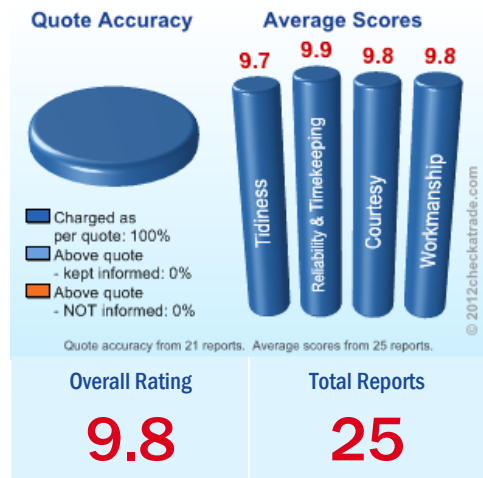 Quote Accuracy
Average Scores
9.7
9.9
9.8
9.8
Tidiness
Reliability & Timekeeping
Courtesy
Workmanship
Charged as
per quote: 100%
Above quote
- kept informed: 0%
Above quote
- NOT informed: 0%
© 2012checkatrade.com
Quote accuracy from 21 reports. Average scores from 25 reports.
Overall Rating
9.8
Total Reports
25